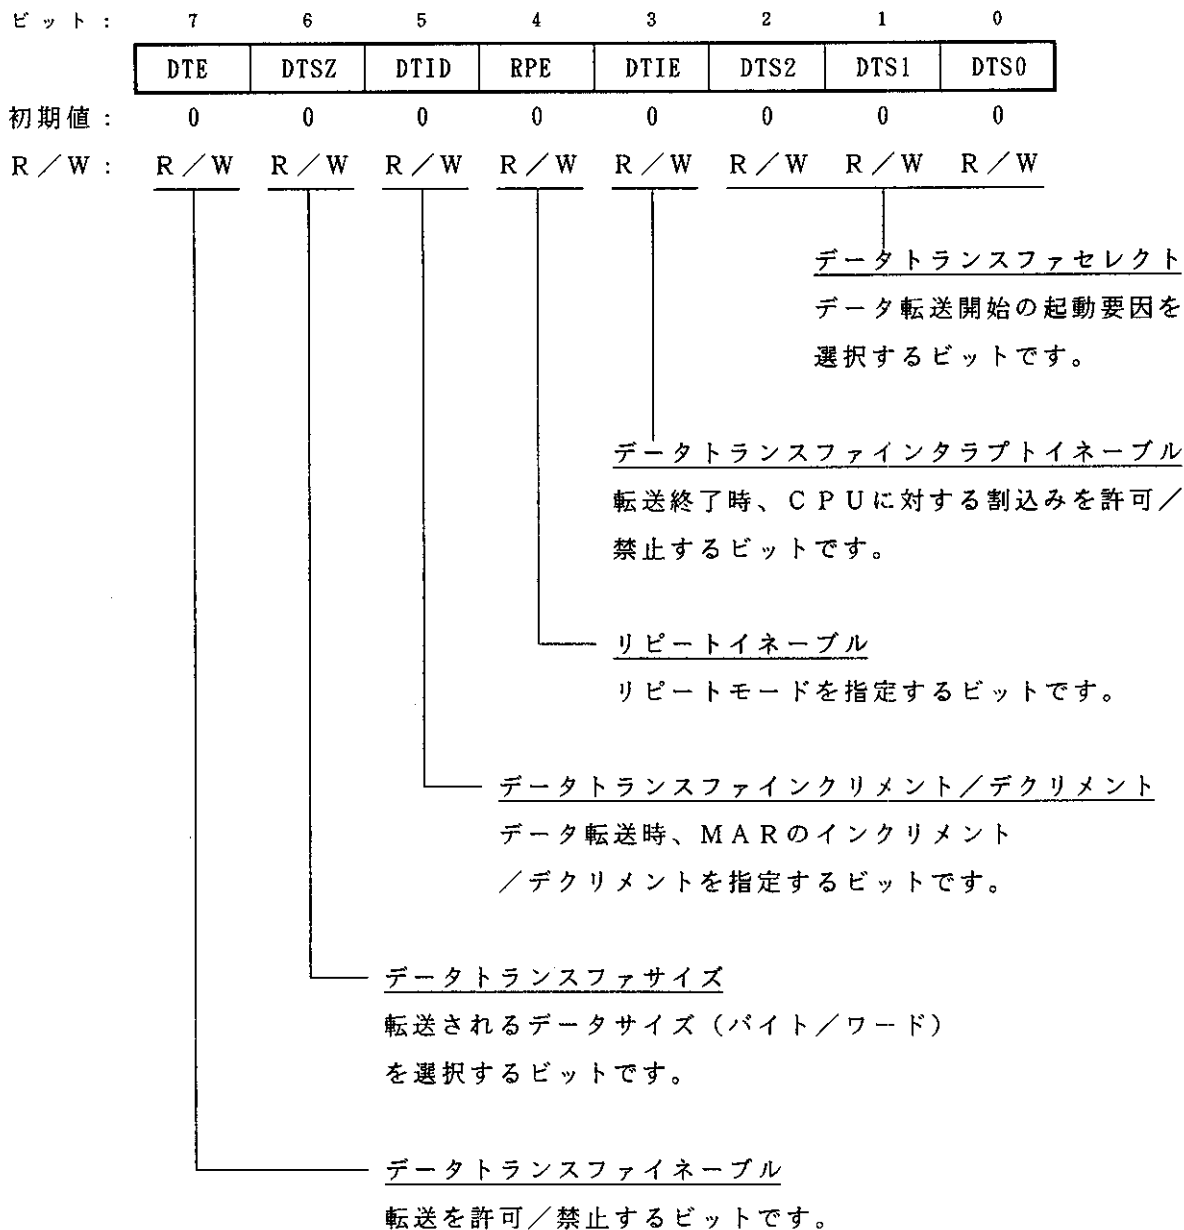 ビット： 7 6 5 4 3 2 1 0
DTE DTSZ DTID RPE DTIE DTS2 DTS1 DTS0
初期値： 0 0 0 0 0 0 0 0
R／W： R／W R／W R／W R／W R／W R／W R／W R／W
データトランスファセレクト
データ転送開始の起動要因を
選択するビットです。
データトランスファインタラプトイネーブル
転送終了時、CPUに対する割込みを許可／
禁止するビットです。
リピートイネーブル
リピートモードを指定するビットです。
データトランスファインクリメント／デクリメント
データ転送時、MARのインクリメント
／デクリメントを指定するビットです。
データトランスファサイズ
転送されるデータサイズ（バイト／ワード）
を選択するビットです。
データトランスファイネーブル
転送を許可／禁止するビットです。